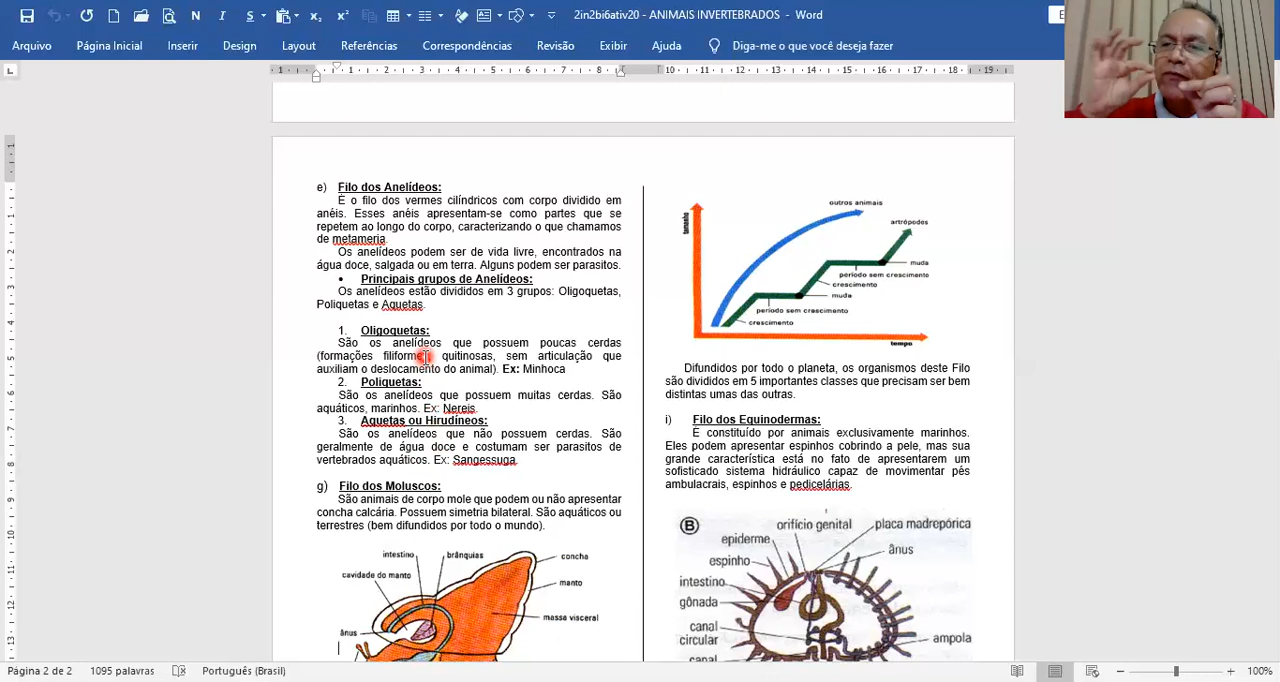 2in2bi6ativ20 - ANIMAIS INVERTEBRADOS - Word
Arquivo Página Inicial Inserir Design Layout Referências Correspondências Revisão Exibir Ajuda Diga-me o que você deseja fazer
e) Filo dos Anelídeos:
É o filo dos vermes cilíndricos com corpo dividido em
anéis. Esses anéis apresentam-se como partes que se
repetem ao longo do corpo, caracterizando o que chamamos
de metameria.
Os anelídeos podem ser de vida livre, encontrados na
água doce, salgada ou em terra. Alguns podem ser parasitos.
• Principais grupos de Anelídeos:
Os anelídeos estão divididos em 3 grupos: Oligoquetas,
Poliquetas e Aquetas.
1. Oligoquetas:
São os anelídeos que possuem poucas cerdas
(formações filiformes quitinosas, sem articulação que
auxiliam o deslocamento do animal). Ex: Minhoca
2. Poliquetas:
São os anelídeos que possuem muitas cerdas. São
aquáticos, marinhos. Ex: Nereis.
3. Aquetas ou Hirudíneos:
São os anelídeos que não possuem cerdas. São
geralmente de água doce e costumam ser parasitos de
vertebrados aquáticos. Ex: Sangessuga.
g) Filo dos Moluscos:
São animais de corpo mole que podem ou não apresentar
concha calcária. Possuem simetria bilateral. São aquáticos ou
terrestres (bem difundidos por todo o mundo).
intestino
brânquias
concha
cavidade do manto
manto
massa visceral
ânus
tamanho
outros animais
artrópodes
muda
período sem crescimento
crescimento
muda
período sem crescimento
crescimento
tempo
Difundidos por todo o planeta, os organismos deste Filo
são divididos em 5 importantes classes que precisam ser bem
distintas umas das outras.
i) Filo dos Equinodermas:
É constituído por animais exclusivamente marinhos.
Eles podem apresentar espinhos cobrindo a pele, mas sua
grande característica está no fato de apresentarem um
sofisticado sistema hidráulico capaz de movimentar pés
ambulacrais, espinhos e pedicelárias.
B
orifício genital
placa madrepórica
epiderme
ânus
espinho
intestino
gônada
canal
circular
ampola
canal
Página 2 de 2 1095 palavras Português (Brasil) 100%